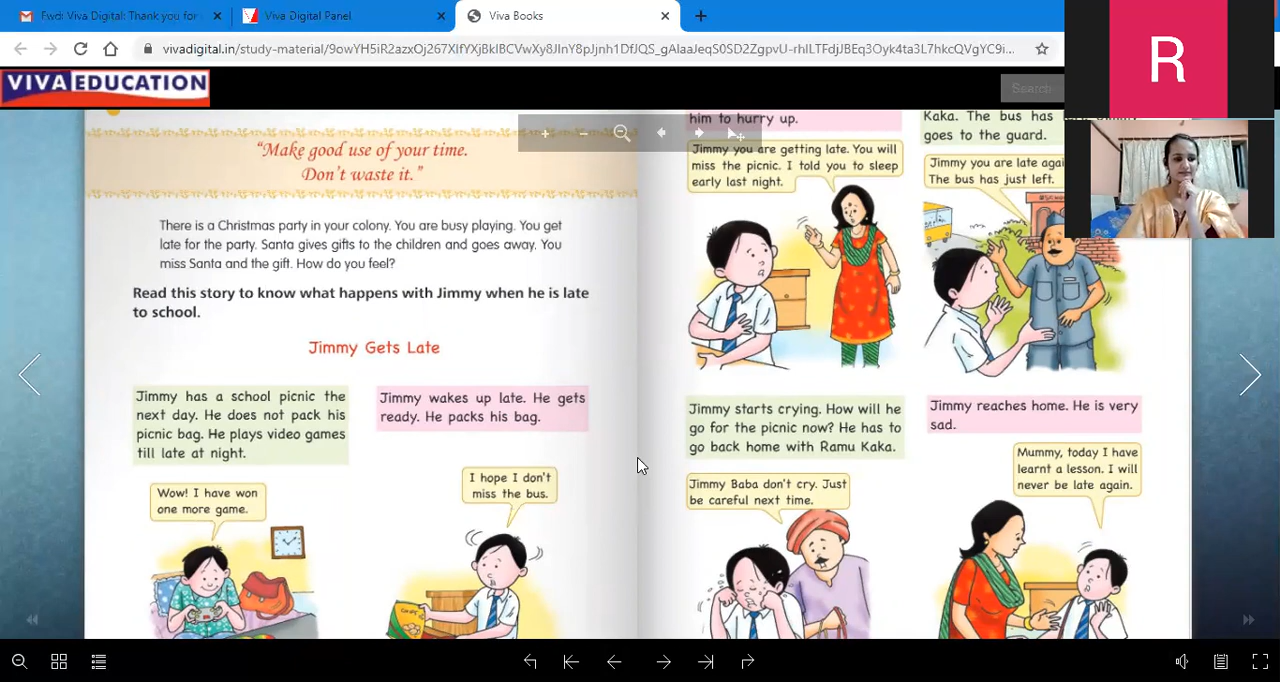 Fwd: Viva Digital: Thank you for
Viva Digital Panel
Viva Books
VIVA EDUCATION
Search
R
"Make good use of your time.
Don't waste it."
There is a Christmas party in your colony. You are busy playing. You get
late for the party. Santa gives gifts to the children and goes away. You
miss Santa and the gift. How do you feel?
Read this story to know what happens with Jimmy when he is late
to school.
Jimmy Gets Late
Jimmy has a school picnic the
next day. He does not pack his
picnic bag. He plays video games
till late at night.
Wow! I have won
one more game.
Jimmy wakes up late. He gets
ready. He packs his bag.
I hope I don't
miss the bus.
him to hurry up.
Jimmy you are getting late. You will
miss the picnic. I told you to sleep
early last night.
Kaka. The bus has
goes to the guard.
Jimmy you are late agai
The bus has just left.
Jimmy starts crying. How will he
go for the picnic now? He has to
go back home with Ramu Kaka.
Jimmy Baba don't cry. Just
be careful next time.
Jimmy reaches home. He is very
sad.
Mummy, today I have
learnt a lesson. I will
never be late again.